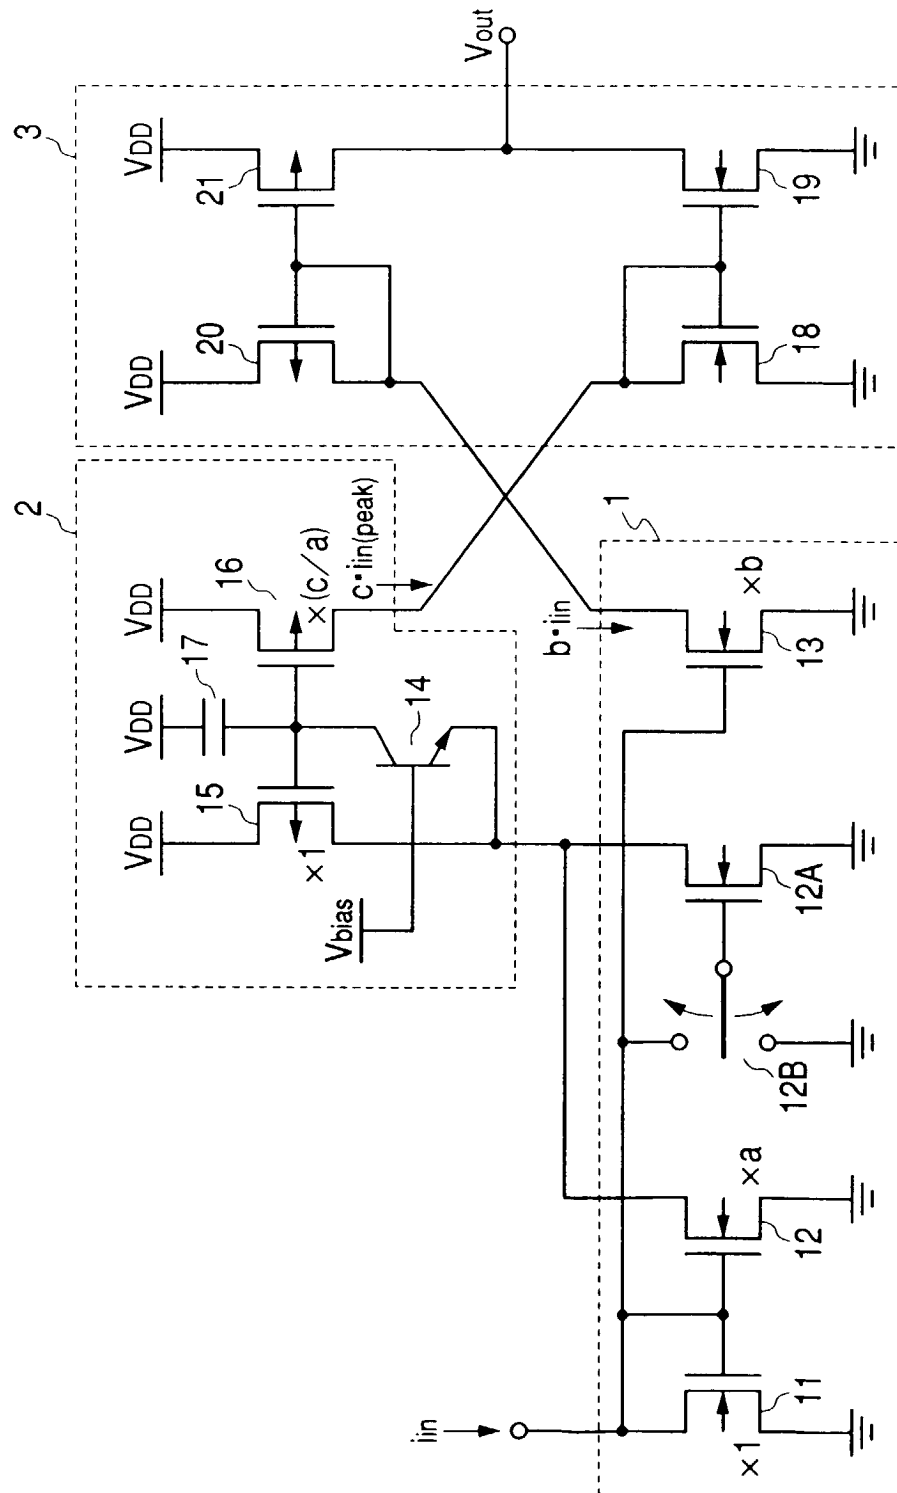 2
3
VDD
VDD
VDD
VDD
VDD
15
17
16
20
21
×1
×(c/a)
Vbias
14
c·iin(peak)
Vout
iin
b·iin
1
×1
11
12
×a
12B
12A
13
×b
18
19